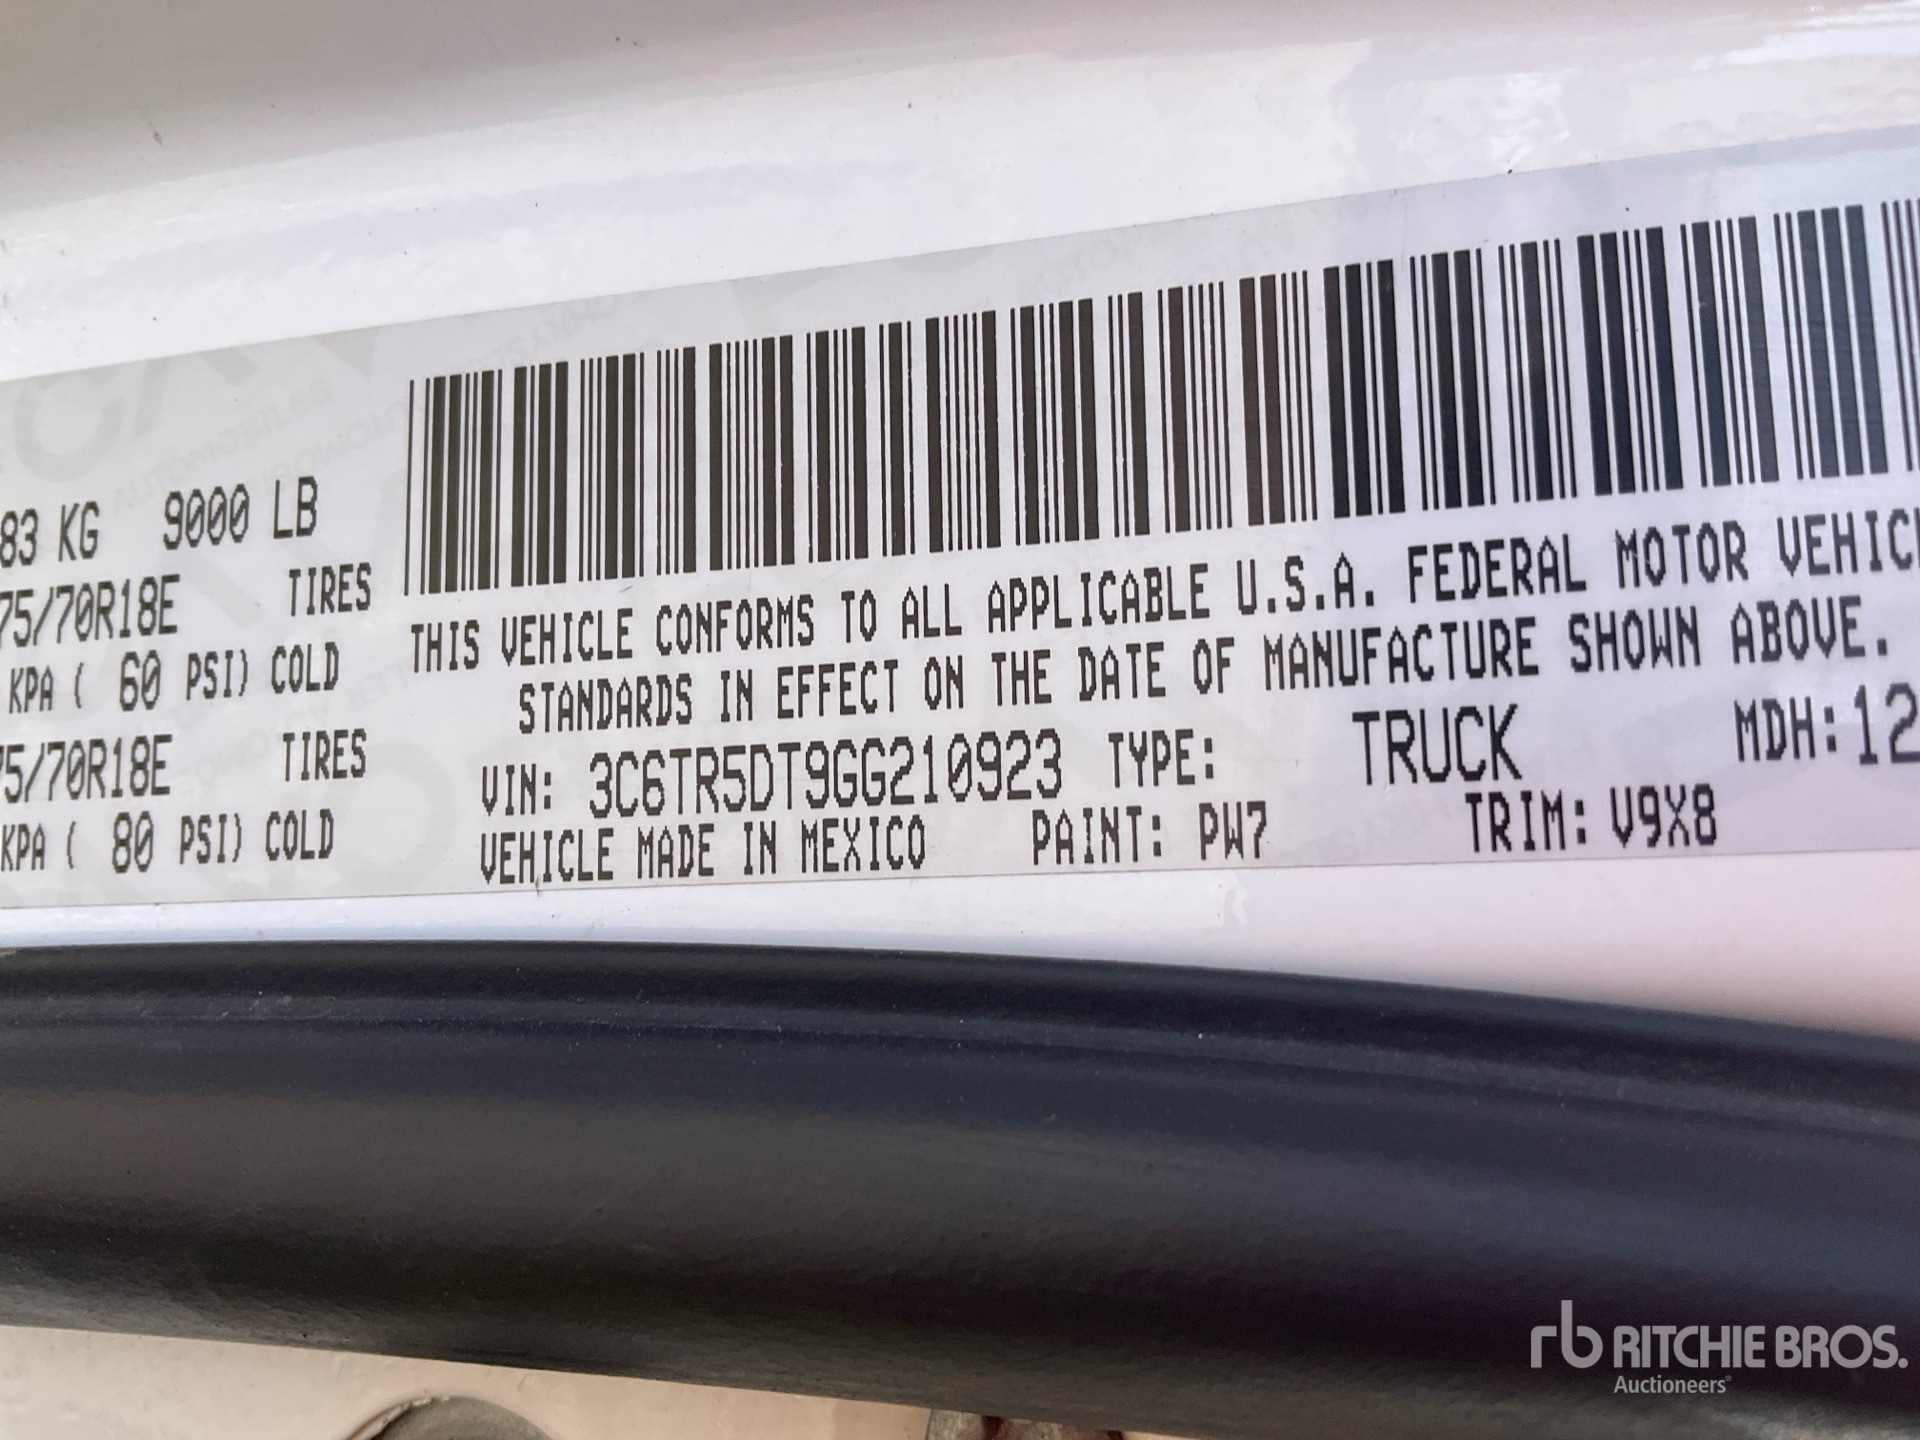 83 KG 9000 LB
75/70R18E TIRES
KPA ( 60 PSI) COLD
75/70R18E TIRES
KPA ( 80 PSI) COLD
THIS VEHICLE CONFORMS TO ALL APPLICABLE U.S.A. FEDERAL MOTOR VEHIC
STANDARDS IN EFFECT ON THE DATE OF MANUFACTURE SHOWN ABOVE.
VIN: 3C6TR5DT9GG210923 TYPE: TRUCK MDH: 12
VEHICLE MADE IN MEXICO PAINT: PW7 TRIM: V9X8
rb RITCHIE BROS.
Auctioneers